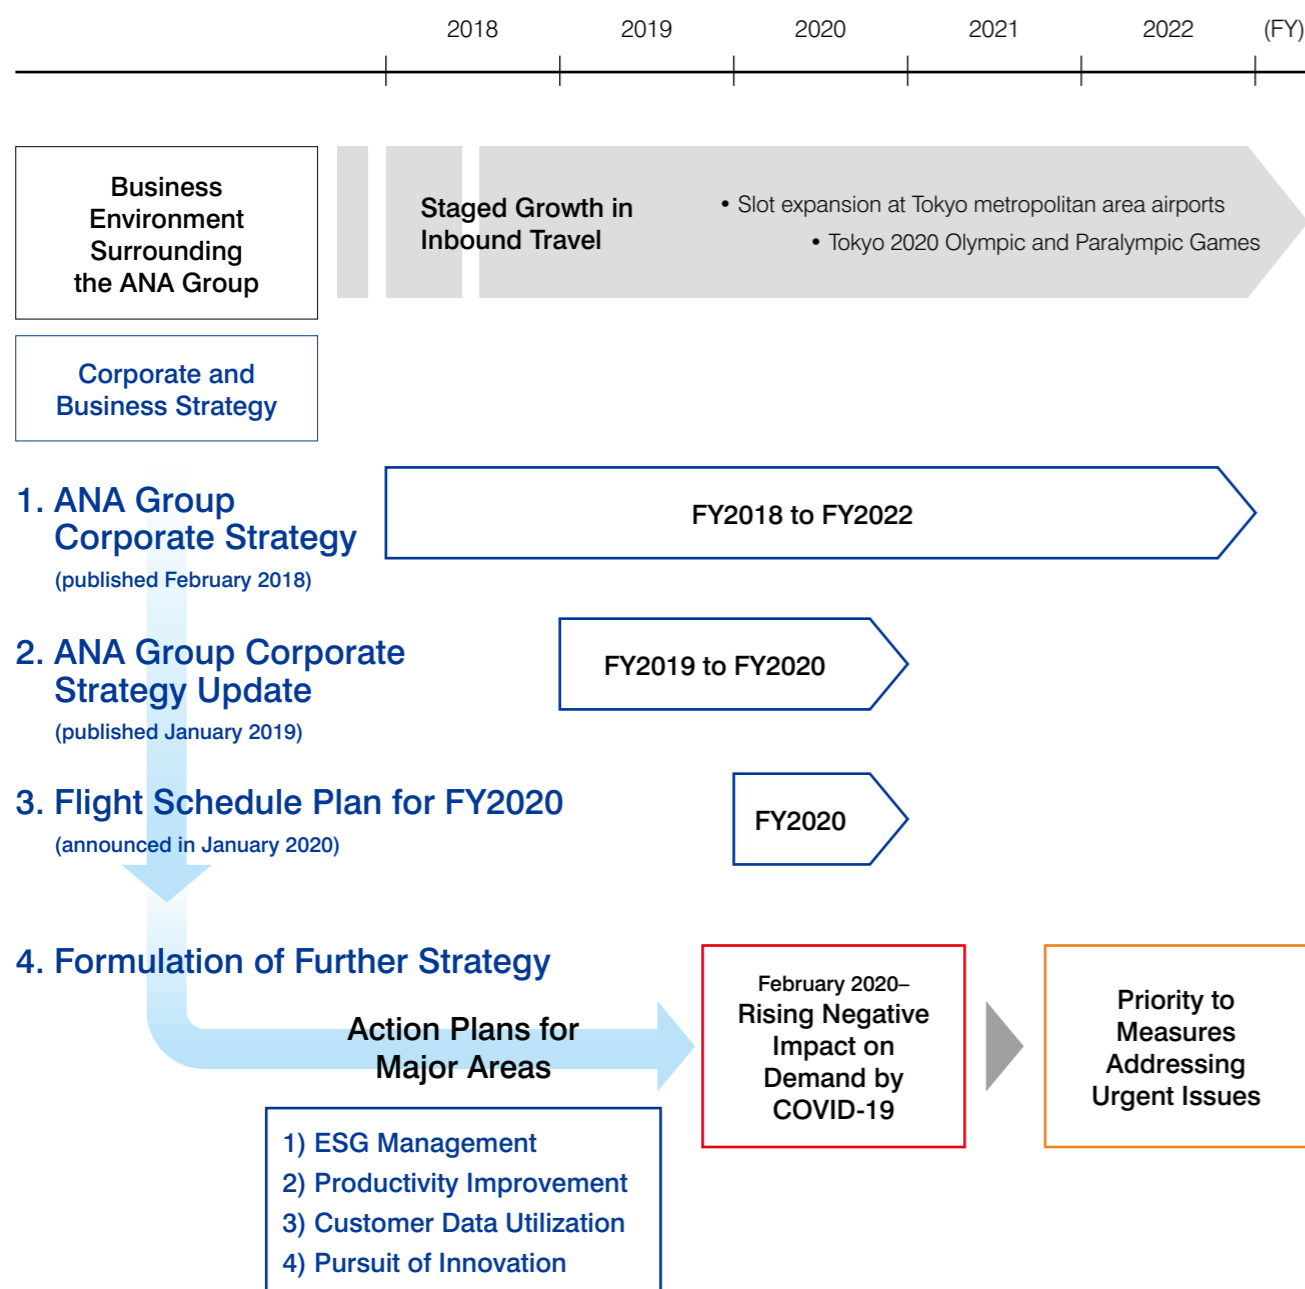 2018 2019 2020 2021 2022 (FY)
Business
Environment
Surrounding
the ANA Group
Staged Growth in
Inbound Travel
• Slot expansion at Tokyo metropolitan area airports
• Tokyo 2020 Olympic and Paralympic Games
Corporate and
Business Strategy
1. ANA Group
Corporate Strategy
(published February 2018)
FY2018 to FY2022
2. ANA Group Corporate
Strategy Update
(published January 2019)
FY2019 to FY2020
3. Flight Schedule Plan for FY2020
(announced in January 2020)
FY2020
4. Formulation of Further Strategy
Action Plans for
Major Areas
1) ESG Management
2) Productivity Improvement
3) Customer Data Utilization
4) Pursuit of Innovation
February 2020–
Rising Negative
Impact on
Demand by
COVID-19
Priority to
Measures
Addressing
Urgent Issues